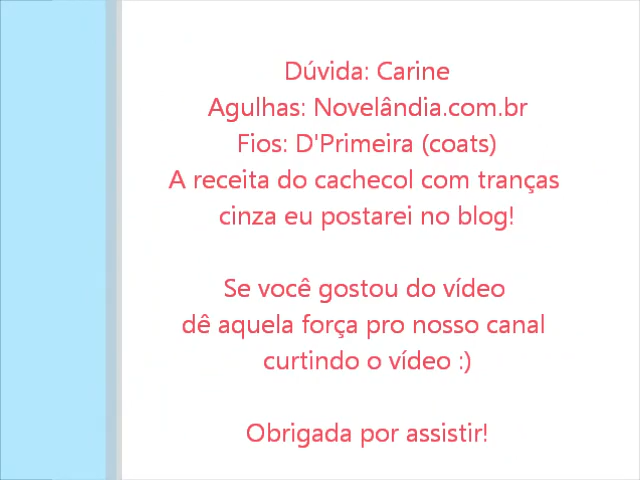 Dúvida: Carine
Agulhas: Novelândia.com.br
Fios: D'Primeira (coats)
A receita do cachecol com tranças
cinza eu postarei no blog!
Se você gostou do vídeo
dê aquela força pro nosso canal
curtindo o vídeo :)
Obrigada por assistir!